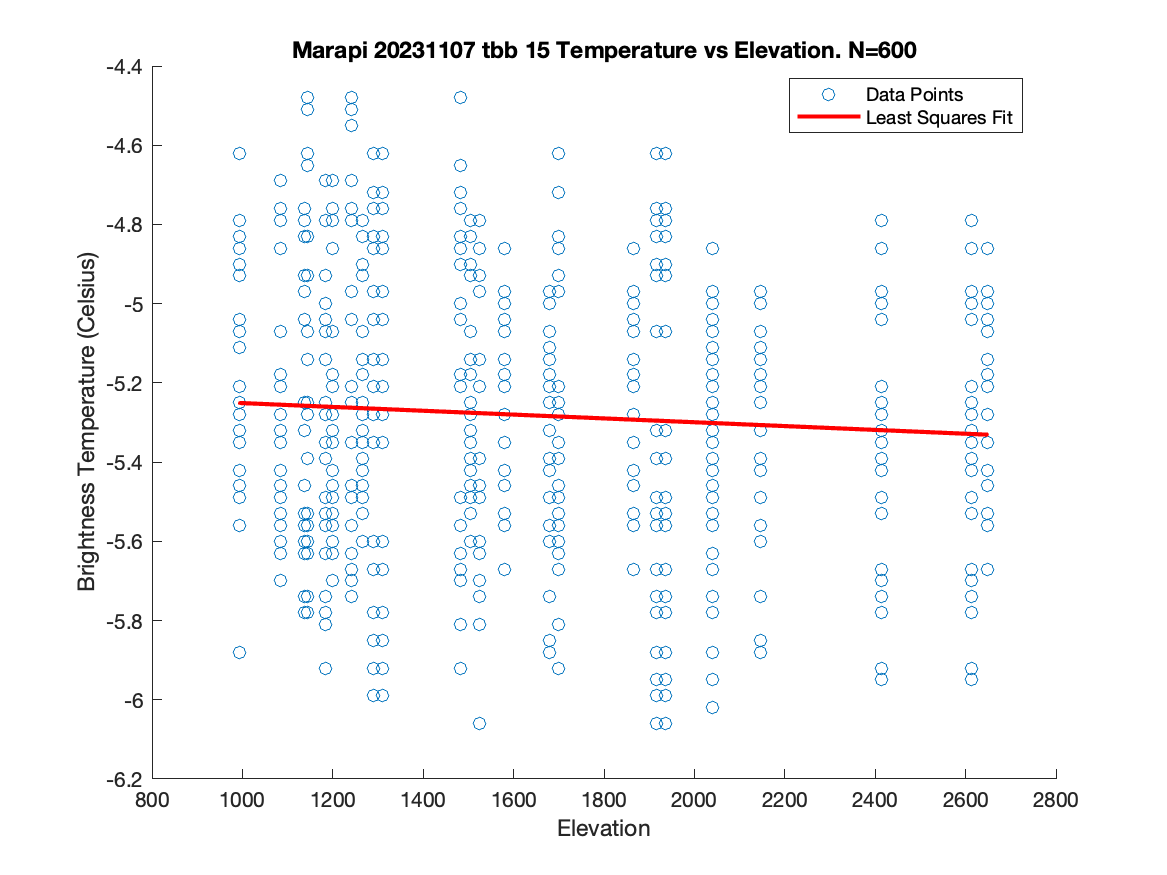 Marapi 20231107 tbb 15 Temperature vs Elevation. N=600
Data Points
Least Squares Fit
Brightness Temperature (Celsius)
-4.4
-4.6
-4.8
-5
-5.2
-5.4
-5.6
-5.8
-6
-6.2
800 1000 1200 1400 1600 1800 2000 2200 2400 2600 2800
Elevation